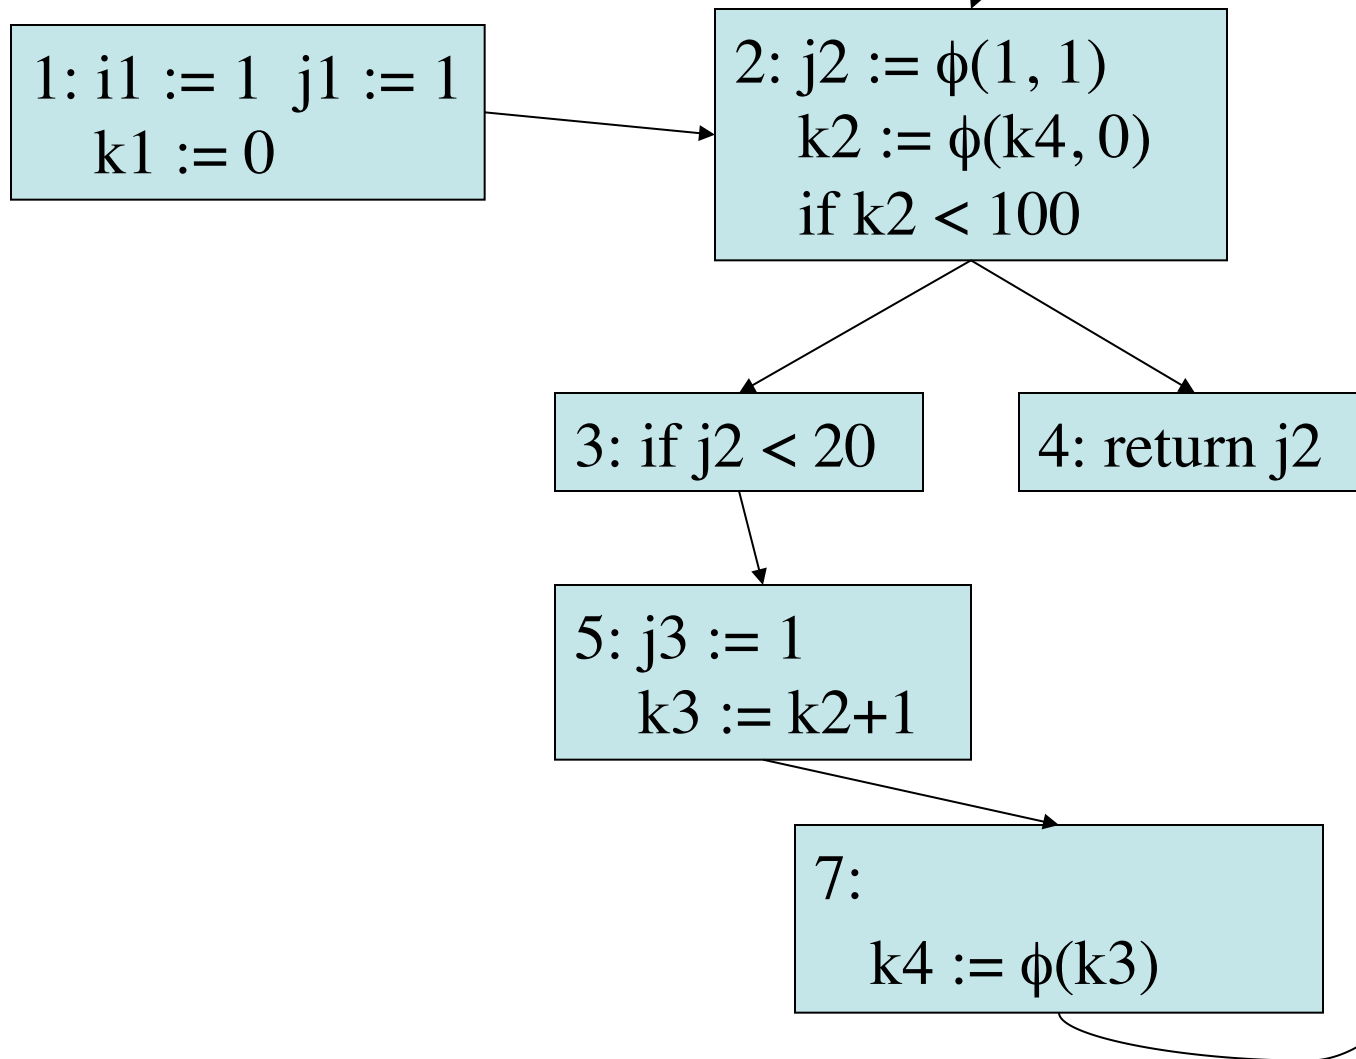 1: i1 := 1 j1 := 1
k1 := 0
2: j2 := ϕ(1, 1)
k2 := ϕ(k4, 0)
if k2 < 100
3: if j2 < 20
4: return j2
5: j3 := 1
k3 := k2+1
7:
k4 := ϕ(k3)